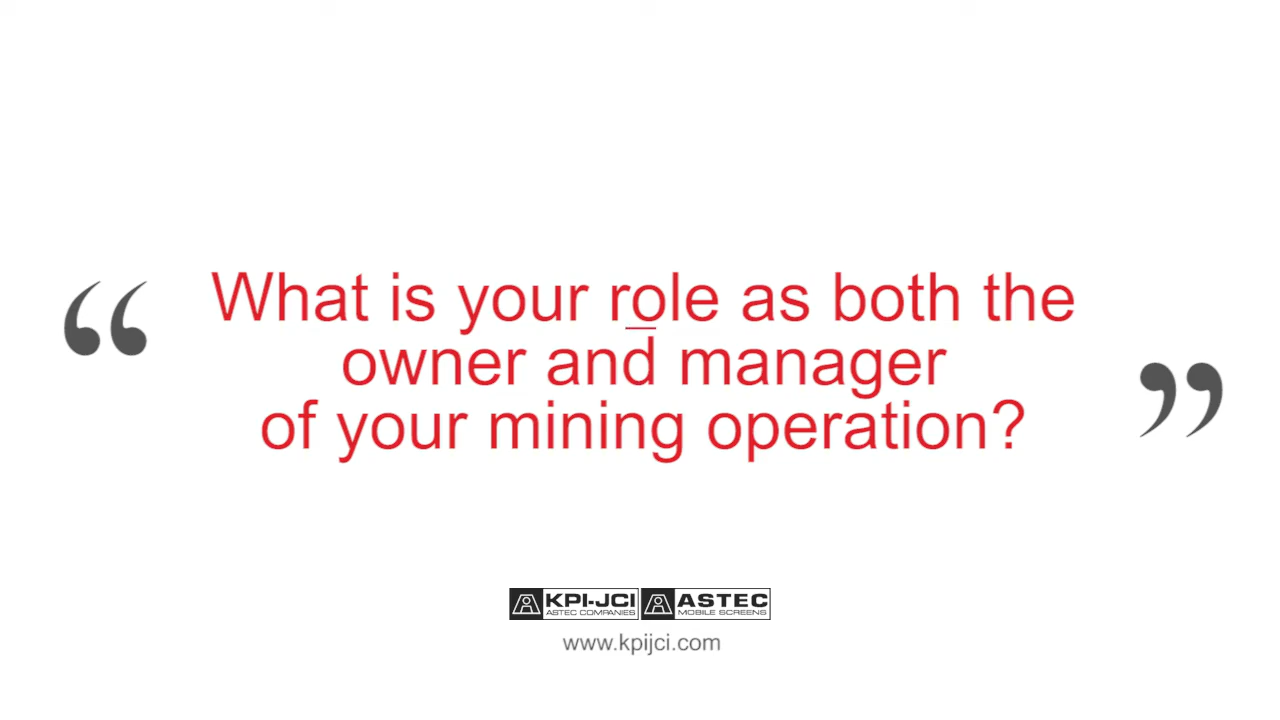 “ What is your role as both the
owner and manager
of your mining operation? ”
KPI-JCI ASTEC
ASTEC COMPANIES MOBILE SCREENS
www.kpijci.com